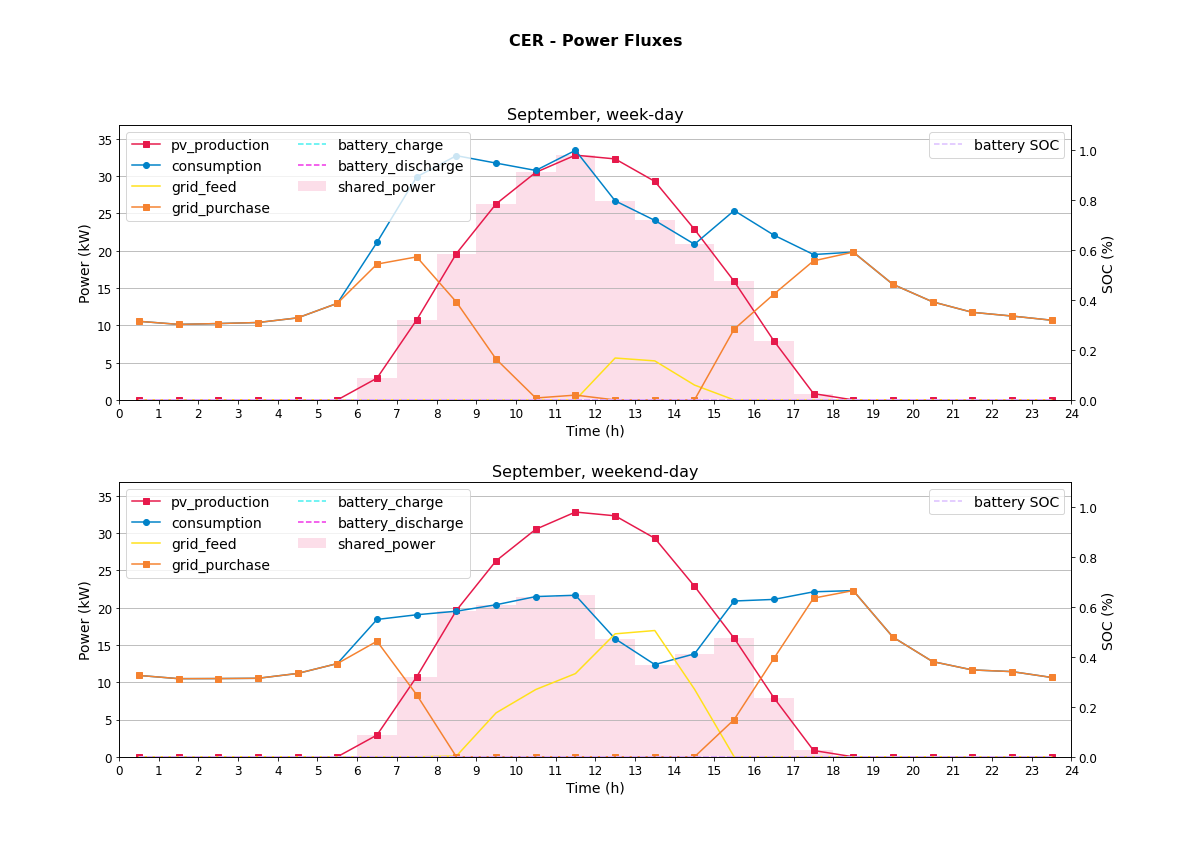 CER - Power Fluxes
September, week-day
pv_production
consumption
grid_feed
grid_purchase
battery_charge
battery_discharge
shared_power
battery SOC
35
30
25
20
15
10
5
0
Power (kW)
1.0
0.8
0.6
0.4
0.2
0.0
SOC (%)
0 1 2 3 4 5 6 7 8 9 10 11 12 13 14 15 16 17 18 19 20 21 22 23 24
Time (h)
September, weekend-day
pv_production
consumption
grid_feed
grid_purchase
battery_charge
battery_discharge
shared_power
battery SOC
35
30
25
20
15
10
5
0
Power (kW)
1.0
0.8
0.6
0.4
0.2
0.0
SOC (%)
0 1 2 3 4 5 6 7 8 9 10 11 12 13 14 15 16 17 18 19 20 21 22 23 24
Time (h)